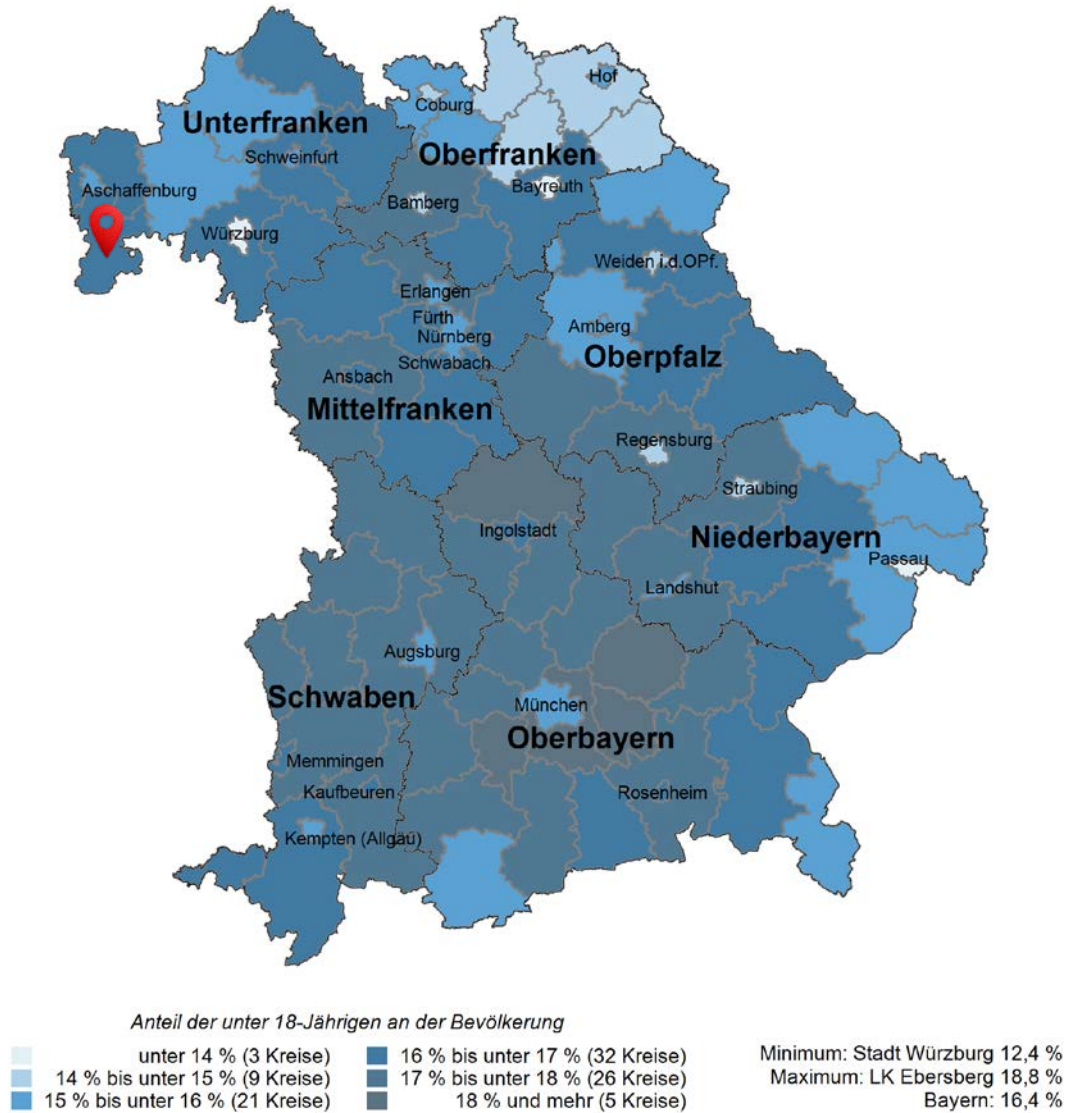 Hof
Coburg
Unterfranken
Oberfranken
Schweinfurt
Aschaffenburg
Bayreuth
Bamberg
Würzburg
Weiden i.d.OPf.
Erlangen
Fürth
Nürnberg
Amberg
Oberpfalz
Schwabach
Ansbach
Mittelfranken
Regensburg
Straubing
Ingolstadt
Niederbayern
Passau
Landshut
Augsburg
Schwaben
München
Oberbayern
Memmingen
Kaufbeuren
Rosenheim
Kempten (Allgäu)
Anteil der unter 18-Jährigen an der Bevölkerung
unter 14 % (3 Kreise)
14 % bis unter 15 % (9 Kreise)
15 % bis unter 16 % (21 Kreise)
16 % bis unter 17 % (32 Kreise)
17 % bis unter 18 % (26 Kreise)
18 % und mehr (5 Kreise)
Minimum: Stadt Würzburg 12,4 %
Maximum: LK Ebersberg 18,8 %
Bayern: 16,4 %